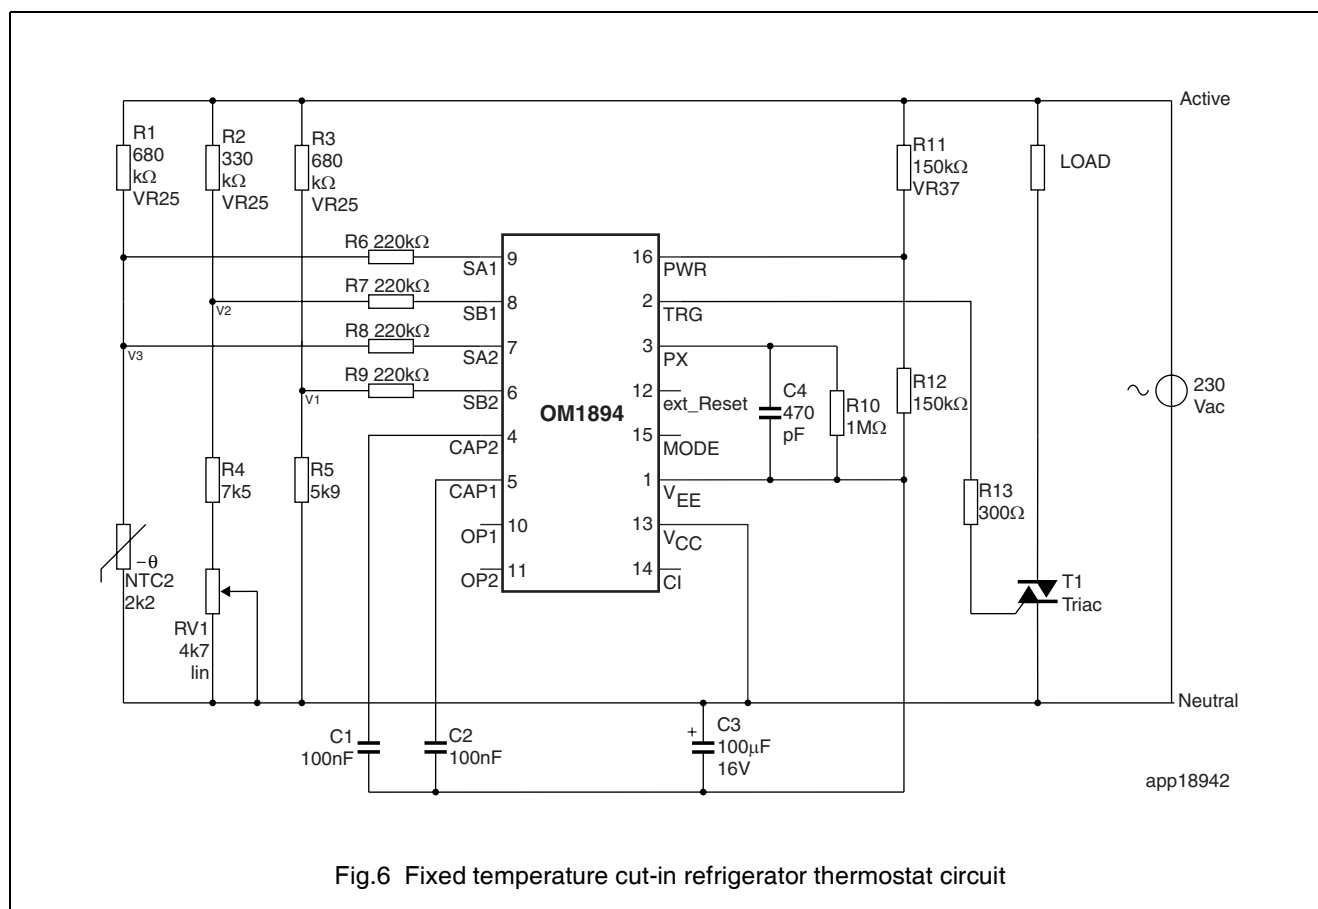 Active
R1
680
kΩ
VR25
R2
330
kΩ
VR25
R3
680
kΩ
VR25
R11
150kΩ
VR37
LOAD
R6 220kΩ
SA1
9
16
PWR
R7 220kΩ
V2
SB1
8
2
TRG
R8 220kΩ
V3
SA2
7
3
PX
R9 220kΩ
V1
SB2
6
12
ext_Reset
C4
470
pF
R10
1MΩ
R12
150kΩ
230
Vac
OM1894
CAP2
4
15
MODE
R4
7k5
R5
5k9
CAP1
5
1
VEE
R13
300Ω
OP1
10
13
VCC
OP2
11
14
CI
−θ
NTC2
2k2
T1
Triac
RV1
4k7
lin
Neutral
C1
100nF
C2
100nF
+
C3
100µF
16V
app18942
Fig.6 Fixed temperature cut-in refrigerator thermostat circuit